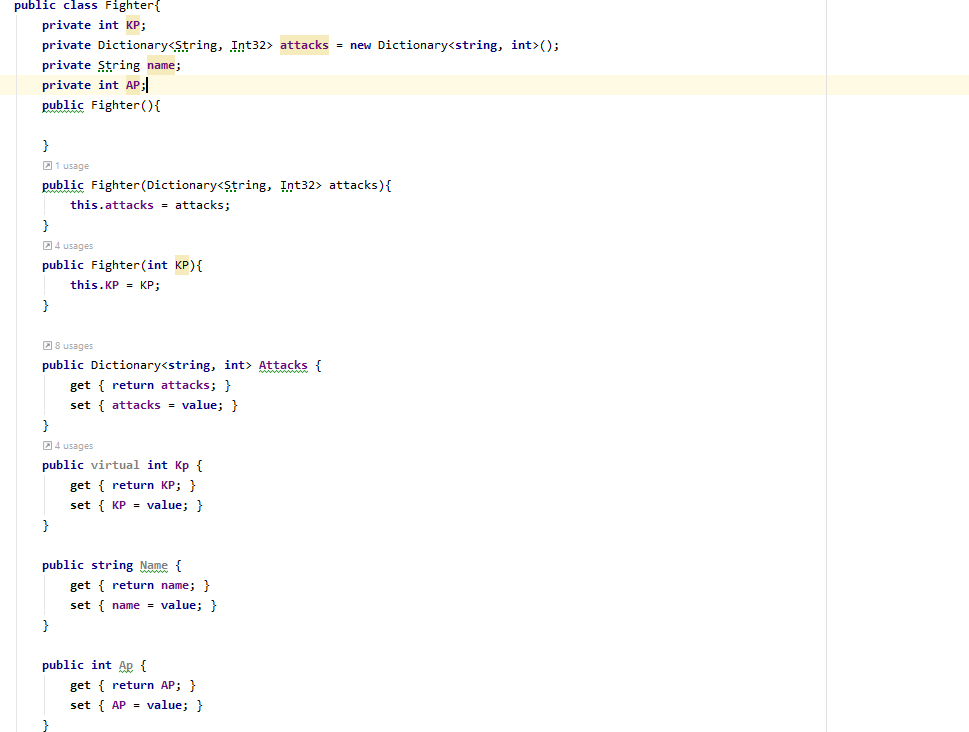 public class Fighter{
    private int KP;
    private Dictionary<String, Int32> attacks = new Dictionary<string, int>();
    private String name;
    private int AP;
    public Fighter(){

    }
    1 usage
    public Fighter(Dictionary<String, Int32> attacks){
        this.attacks = attacks;
    }
    4 usages
    public Fighter(int KP){
        this.KP = KP;
    }

    8 usages
    public Dictionary<string, int> Attacks {
        get { return attacks; }
        set { attacks = value; }
    }
    4 usages
    public virtual int Kp {
        get { return KP; }
        set { KP = value; }
    }

    public string Name {
        get { return name; }
        set { name = value; }
    }

    public int Ap {
        get { return AP; }
        set { AP = value; }
    }